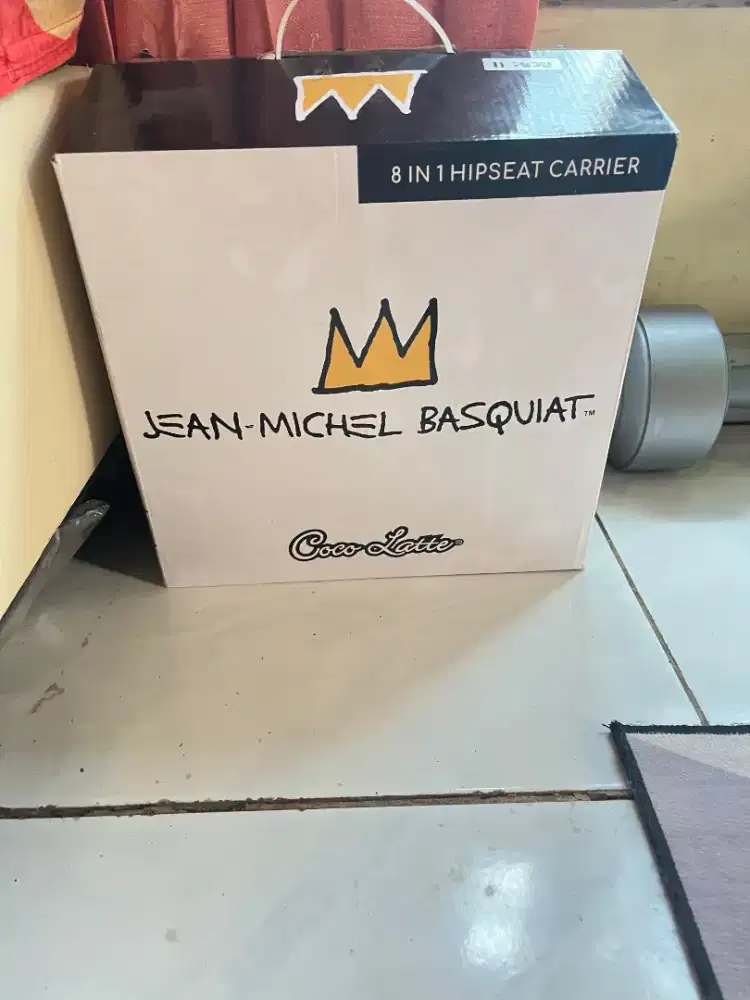 8 IN 1 HIPSEAT CARRIER
JEAN-MICHEL BASQUIAT™
Coco Latte®